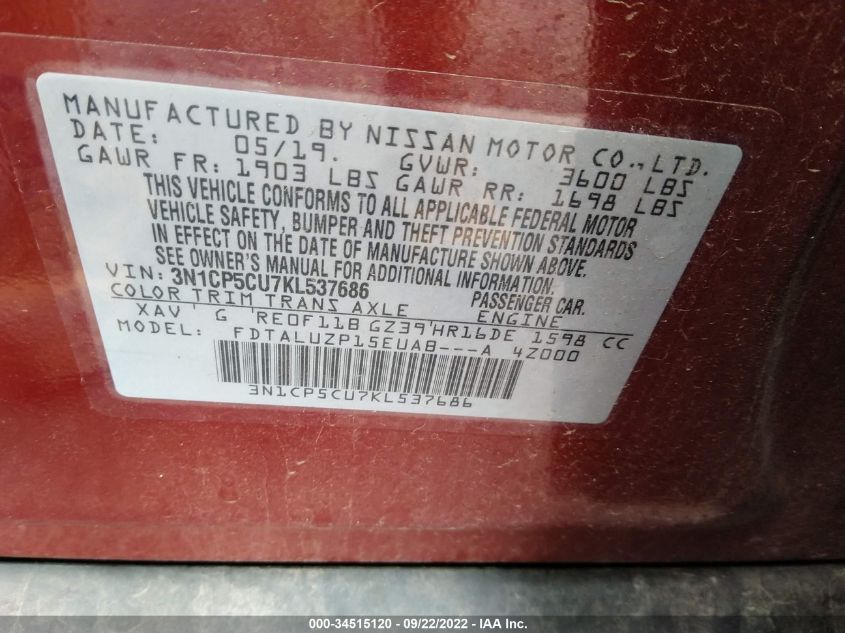 MANUFACTURED BY NISSAN MOTOR CO., LTD.
DATE: 05/19. GVWR: 3600 LBS
GAWR FR: 1903 LBS GAWR RR: 1698 LBS
THIS VEHICLE CONFORMS TO ALL APPLICABLE FEDERAL MOTOR
VEHICLE SAFETY, BUMPER AND THEFT PREVENTION STANDARDS
IN EFFECT ON THE DATE OF MANUFACTURE SHOWN ABOVE.
SEE OWNER'S MANUAL FOR ADDITIONAL INFORMATION.
VIN: 3N1CP5CU7KL537686 PASSENGER CAR.
COLOR TRIM TRANS AXLE ENGINE
XAV' G 'RE0F11B GZ39'HR16DE 1598 CC
MODEL: FDTALUZP15EUAB---A 4Z000
3N1CP5CU7KL537686
000-34515120 - 09/22/2022 - IAA Inc.